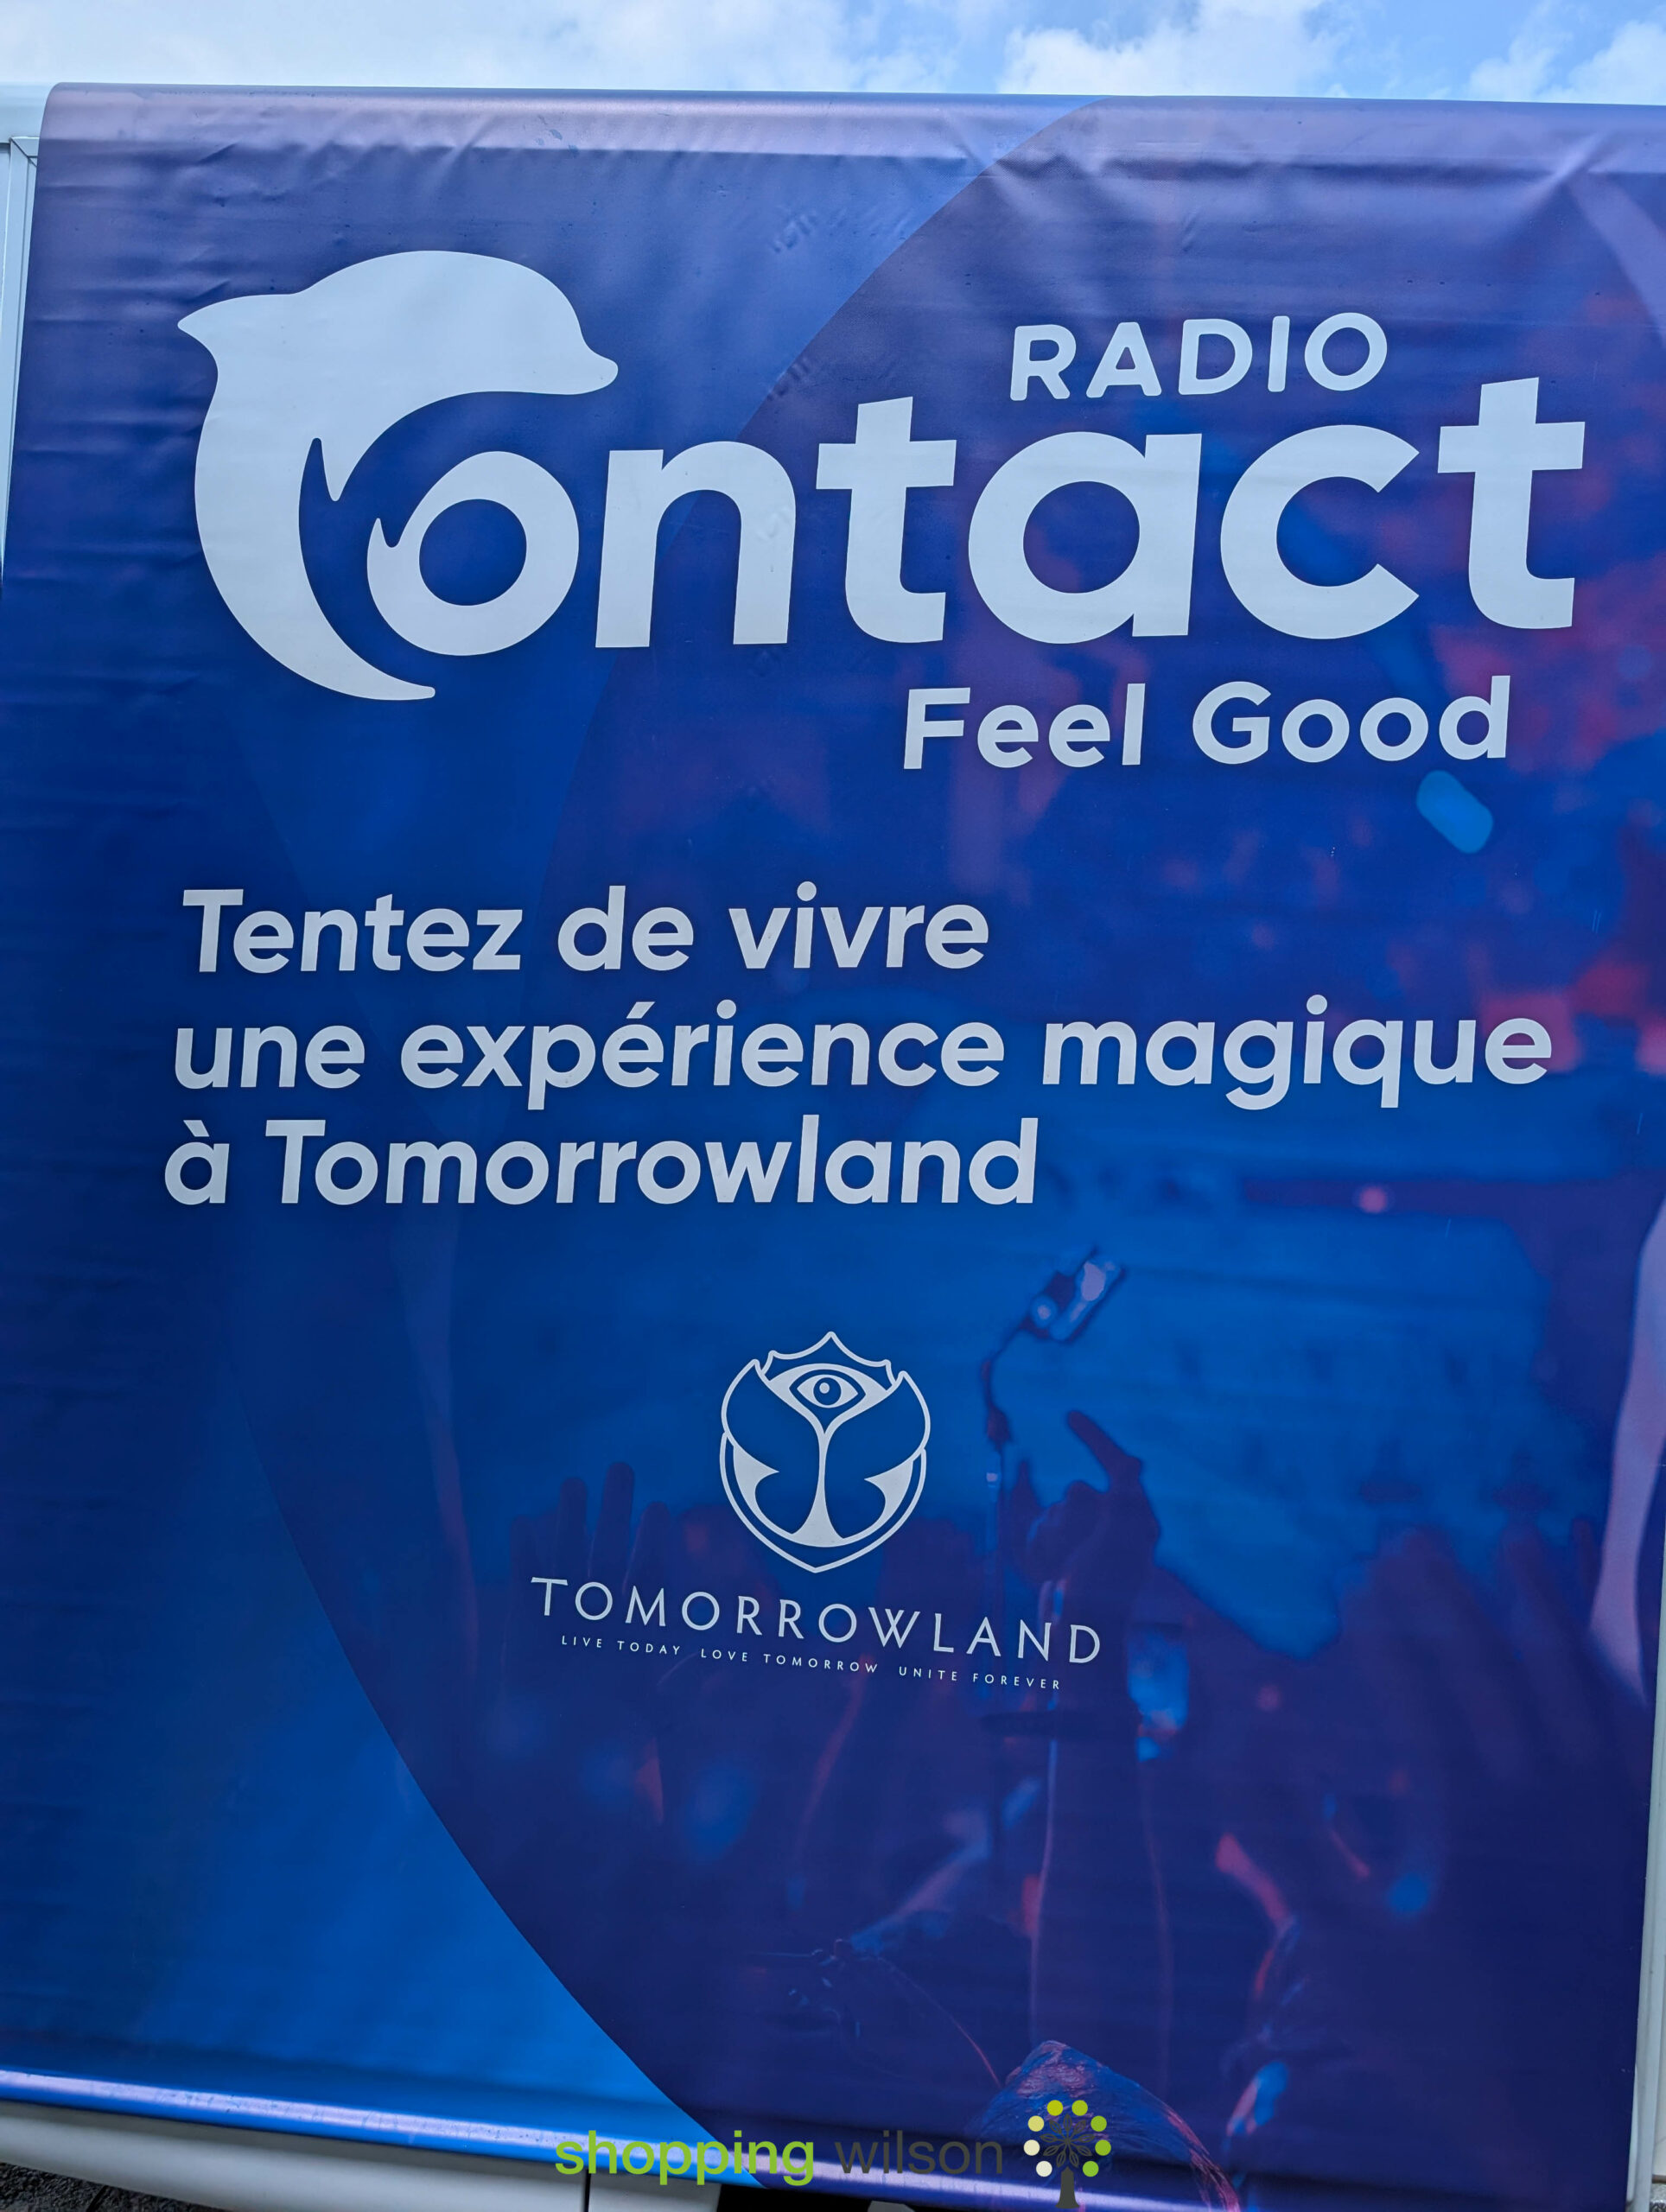 RADIO
Contact
Feel Good
Tentez de vivre
une expérience magique
à Tomorrowland
TOMORROWLAND
LIVE TODAY LOVE TOMORROW UNITE FOREVER
shopping wilson